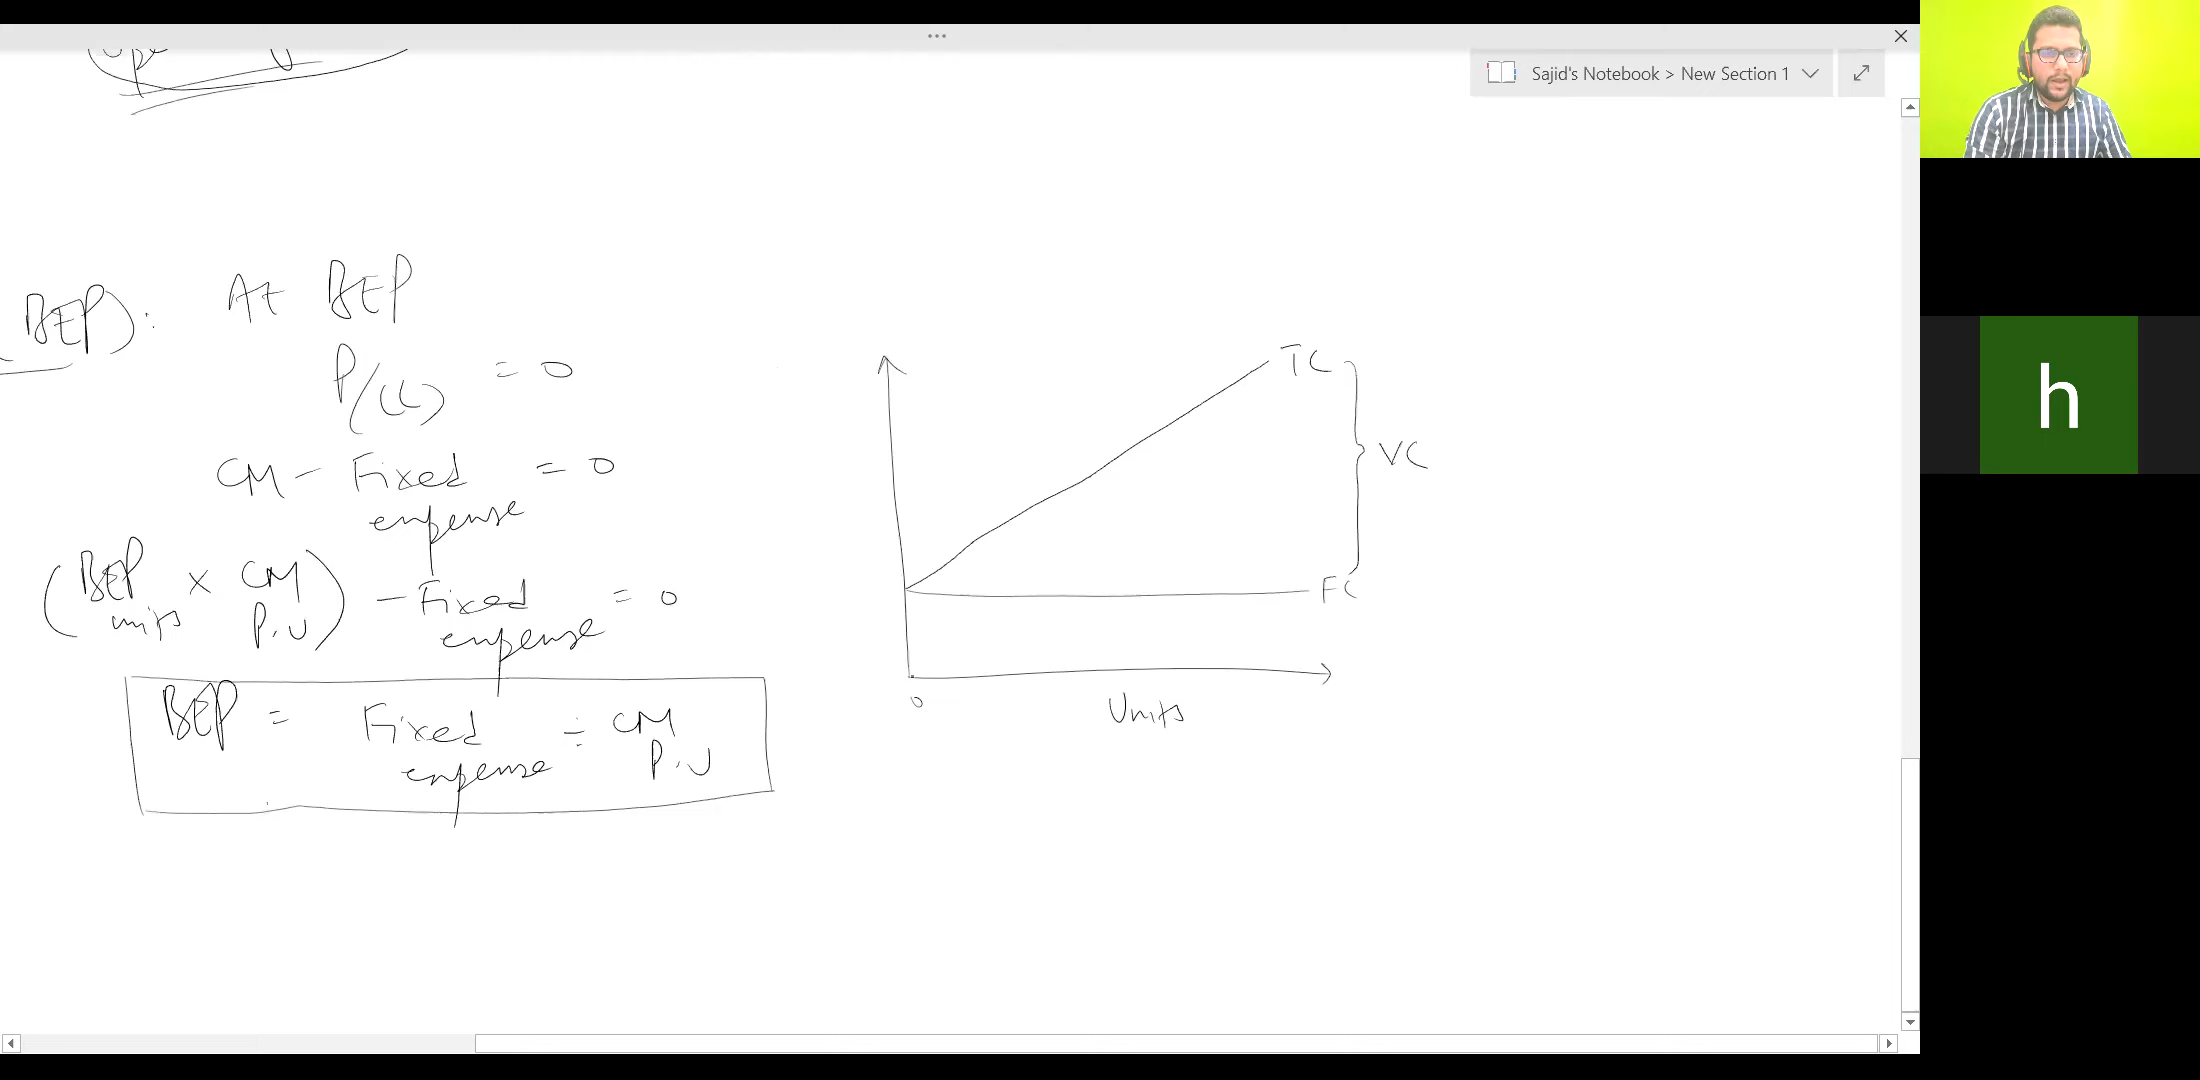 Sajid's Notebook > New Section 1
BEP): At BEP
P/(L) = 0
CM - Fixed expense = 0
(BEP units × CM P.U) - Fixed expense = 0
BEP = Fixed expense ÷ CM P.U
TC
VC
FC
0
Units
h